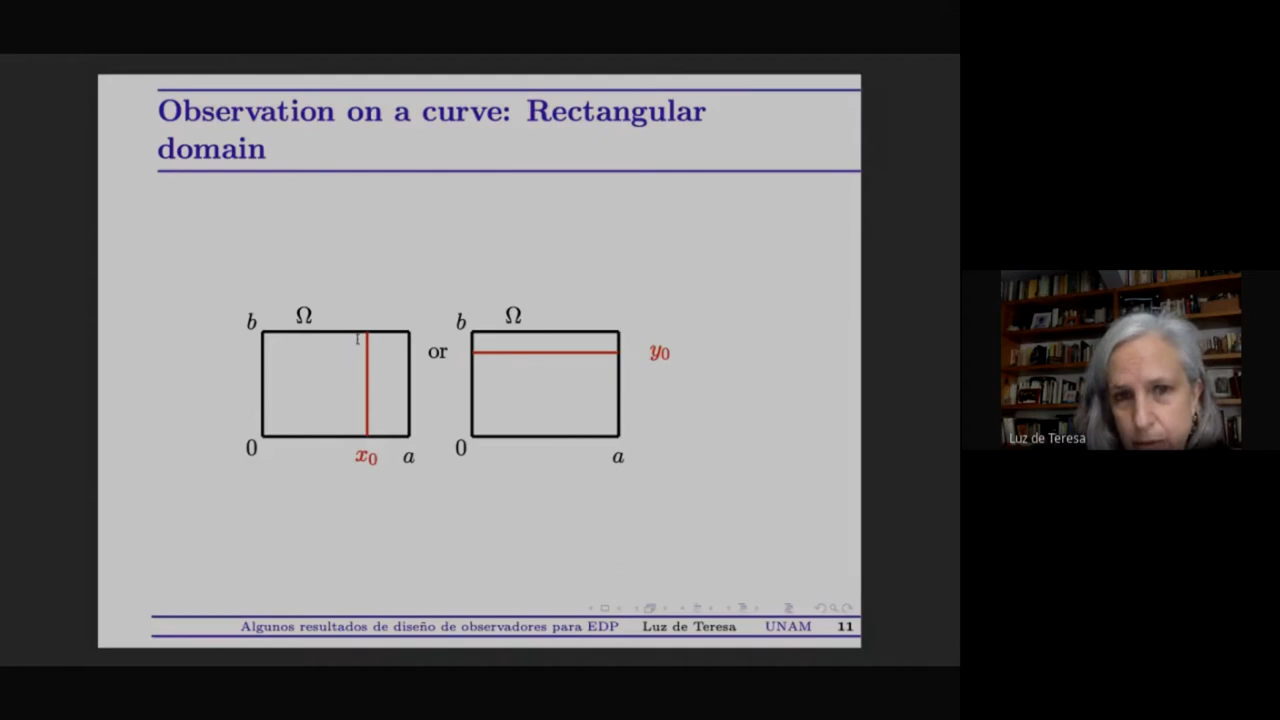 Observation on a curve: Rectangular
domain
b Ω
or
b Ω
y₀
0 x₀ a
0 a
Algunos resultados de diseño de observadores para EDP Luz de Teresa UNAM 11
Luz de Teresa